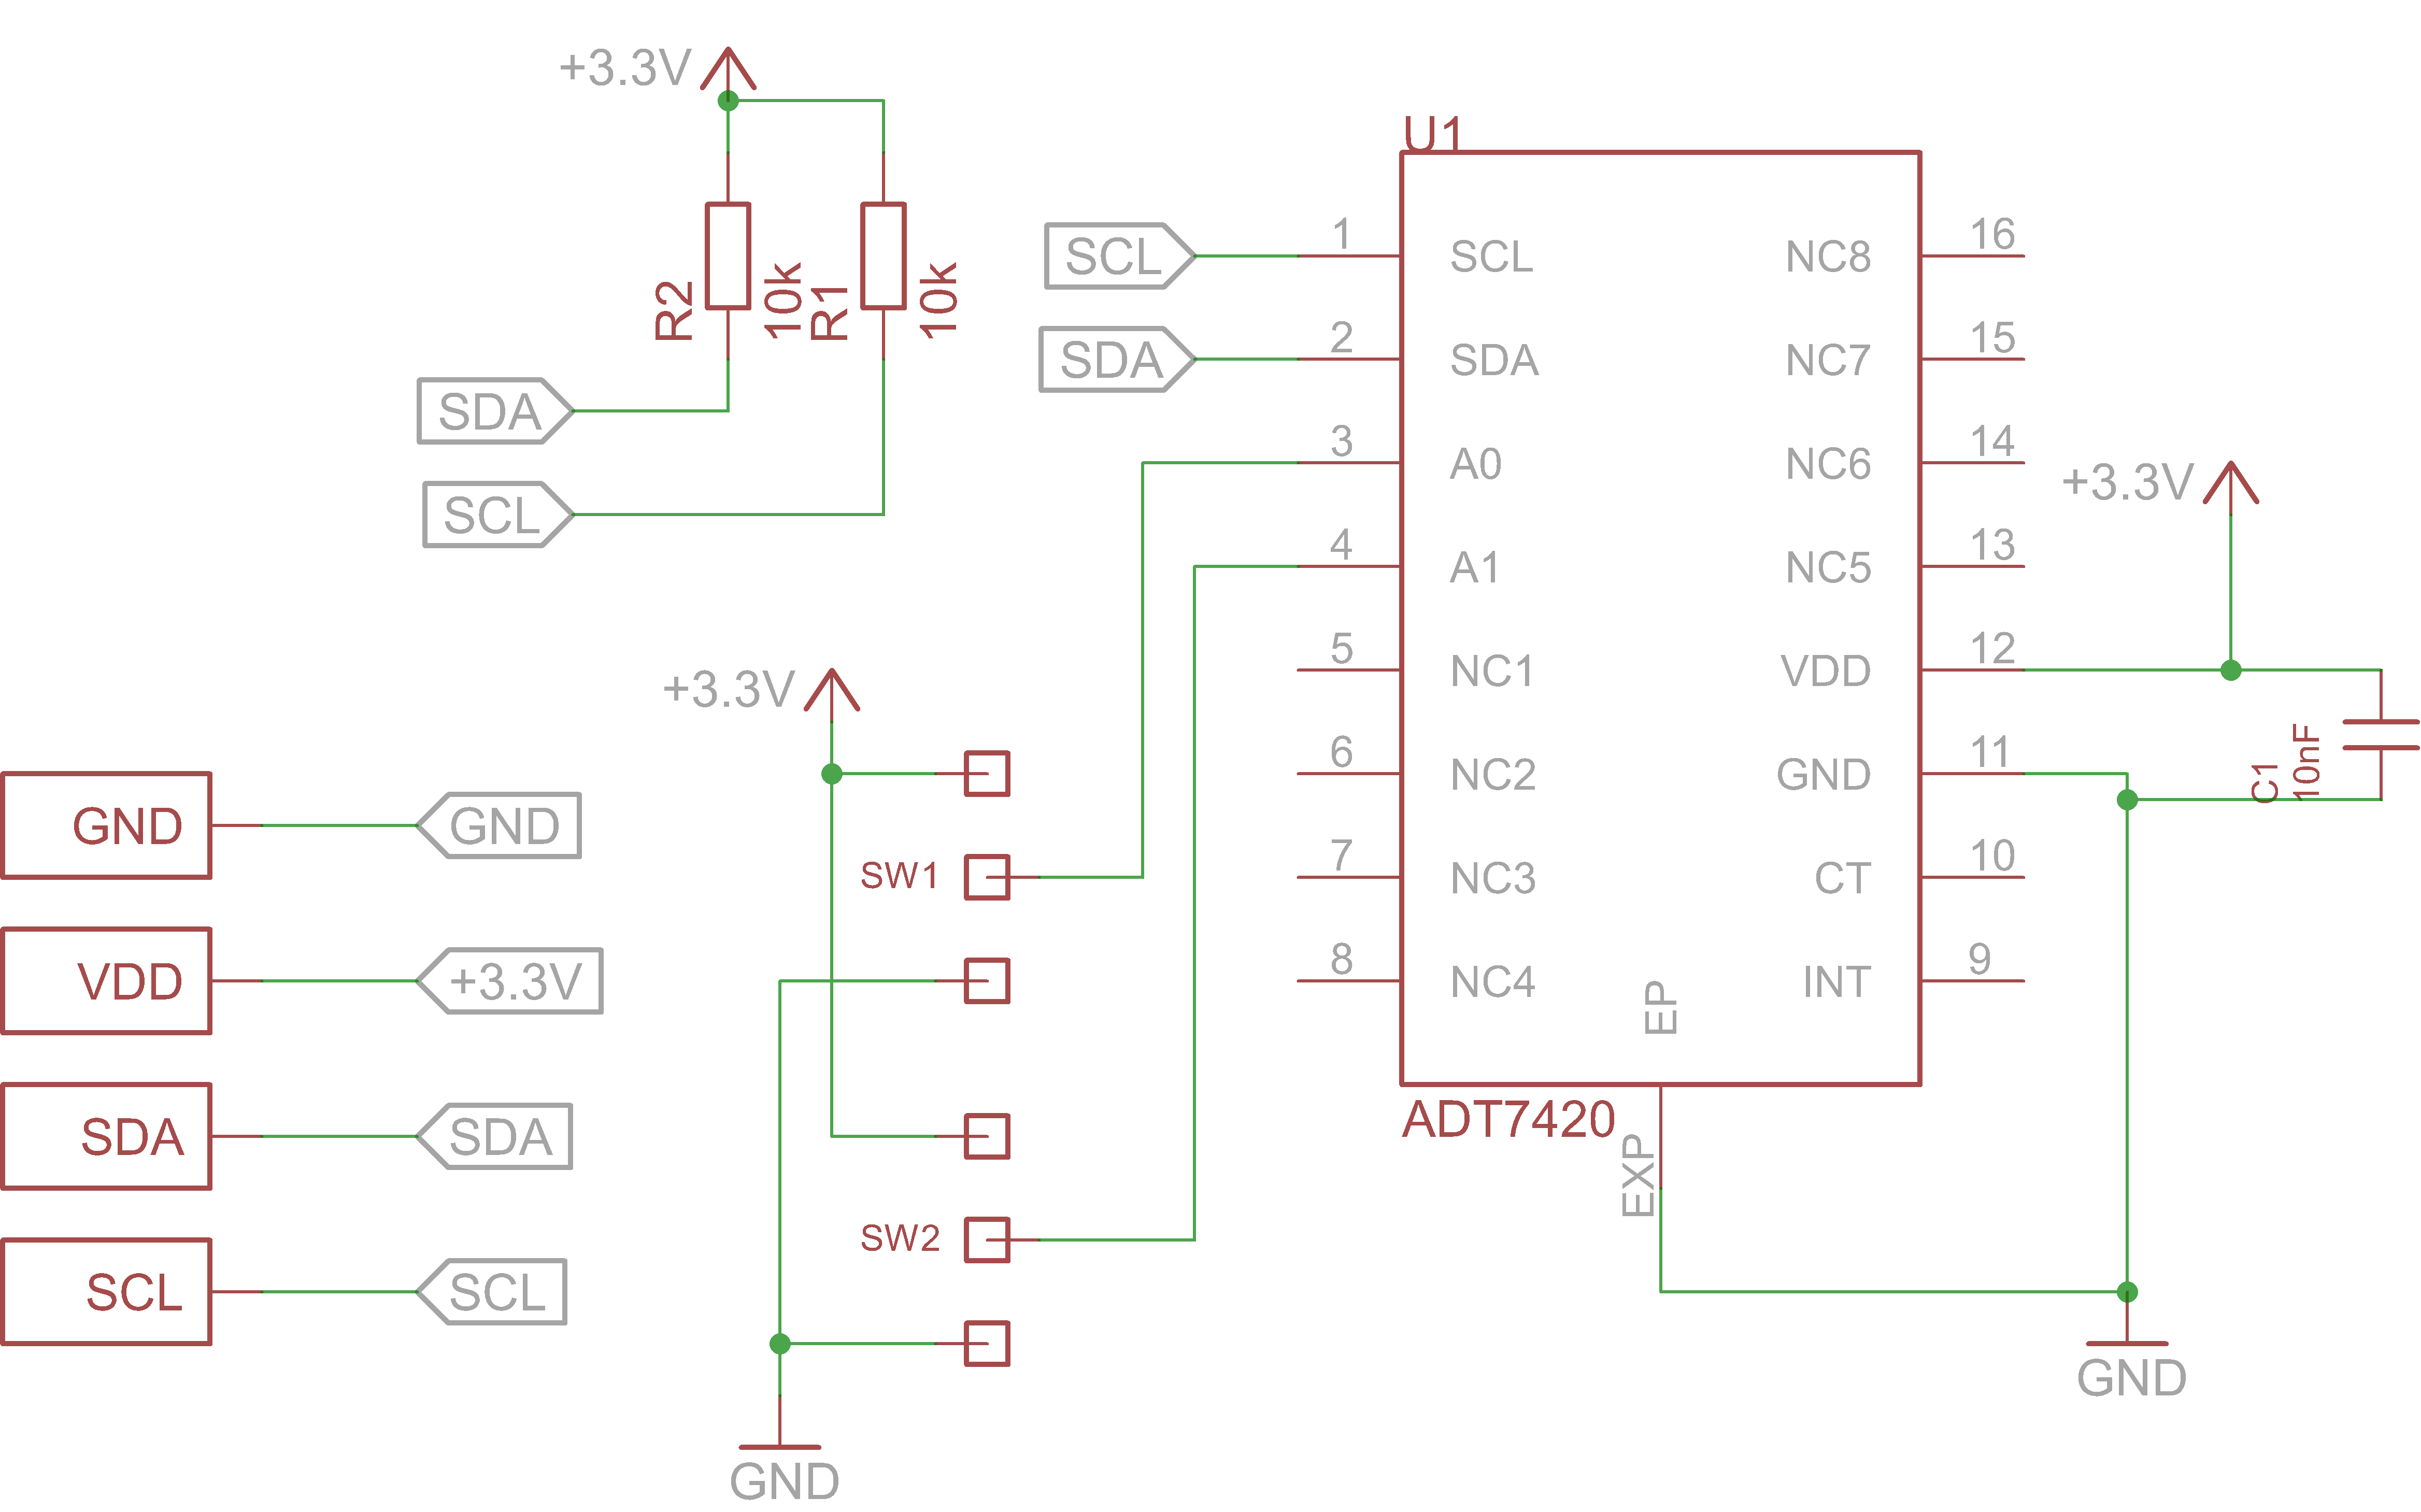 +3.3V
R2
10k
R1
10k
SDA
SCL
U1
SCL
SDA
1
2
3
4
5
6
7
8
SCL
SDA
A0
A1
NC1
NC2
NC3
NC4
NC8
NC7
NC6
NC5
VDD
GND
CT
INT
16
15
14
13
12
11
10
9
EP
EXP
ADT7420
+3.3V
C1
10nF
GND
+3.3V
SW1
SW2
GND
GND
GND
VDD
+3.3V
SDA
SDA
SCL
SCL